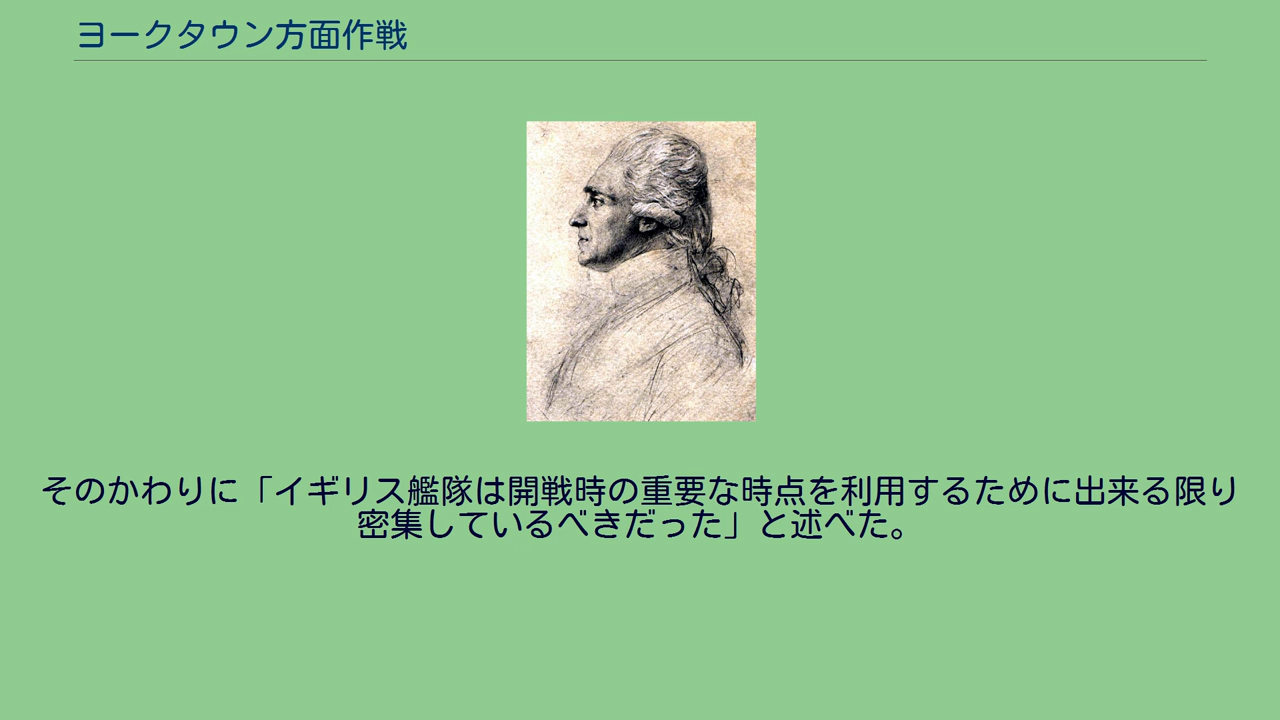 ヨークタウン方面作戦
そのかわりに「イギリス艦隊は開戦時の重要な時点を利用するために出来る限り
密集しているべきだった」と述べた。